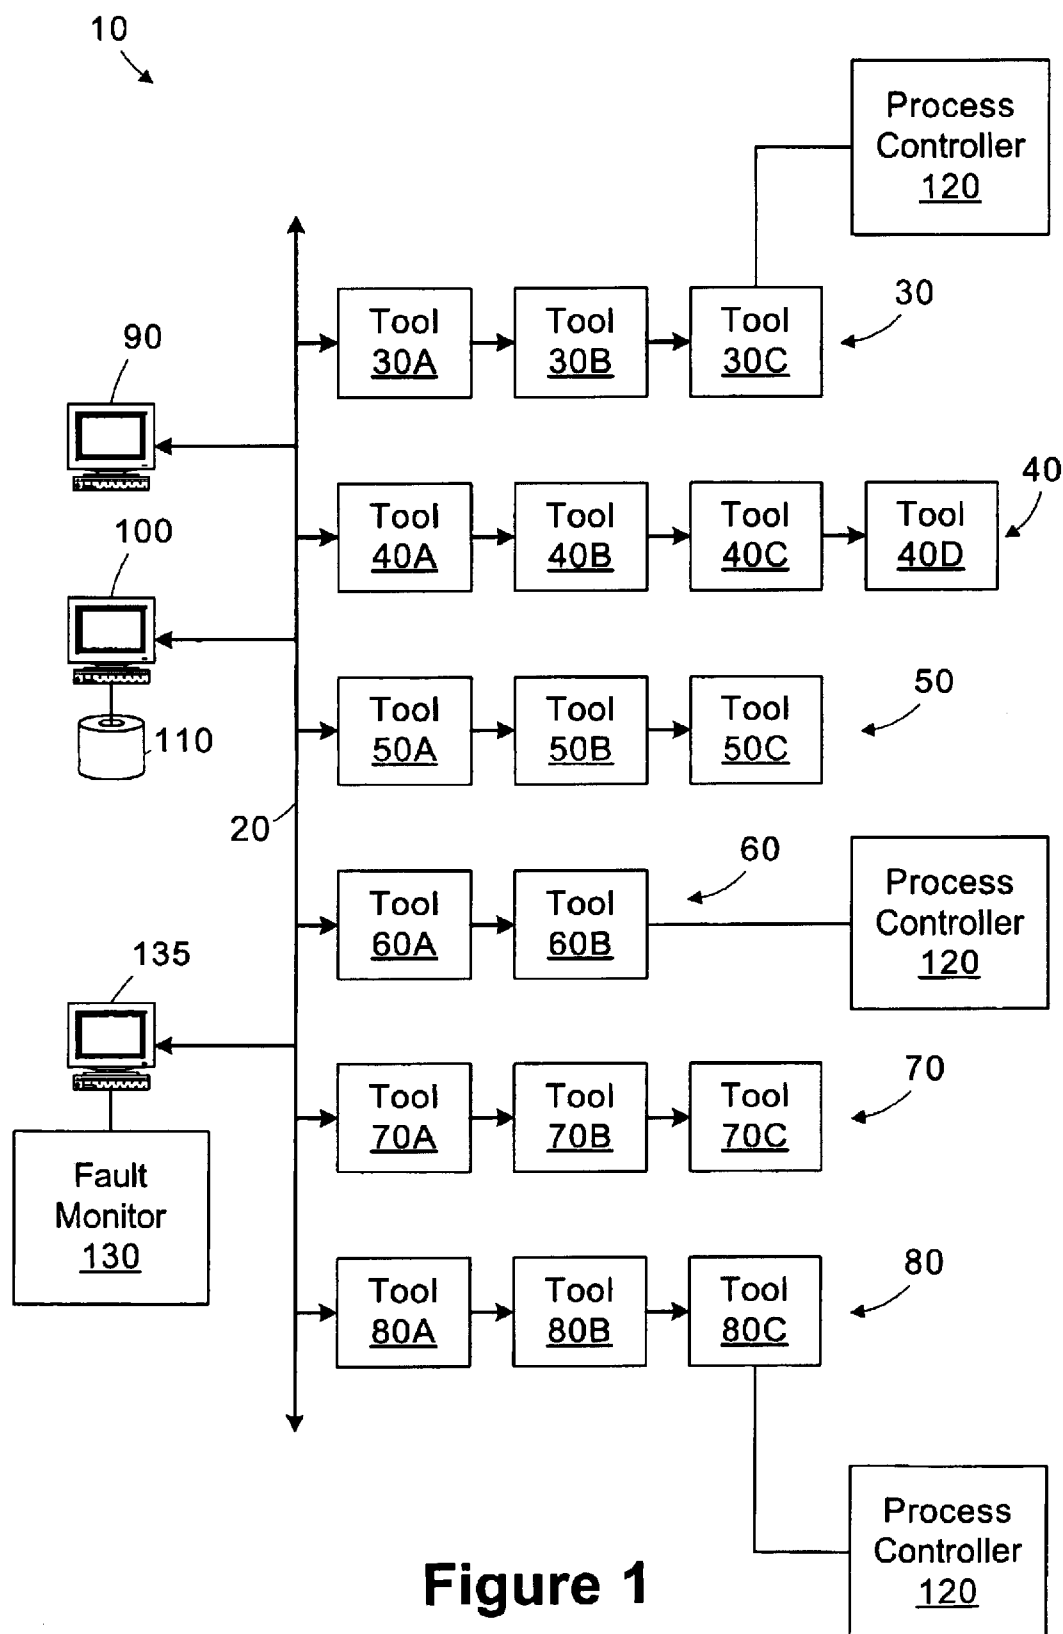 10
Process
Controller
120
30
Tool
30A
Tool
30B
Tool
30C
90
40
Tool
40A
Tool
40B
Tool
40C
Tool
40D
100
50
Tool
50A
Tool
50B
Tool
50C
110
20
60
Tool
60A
Tool
60B
Process
Controller
120
135
70
Tool
70A
Tool
70B
Tool
70C
Fault
Monitor
130
80
Tool
80A
Tool
80B
Tool
80C
Process
Controller
120
Figure 1